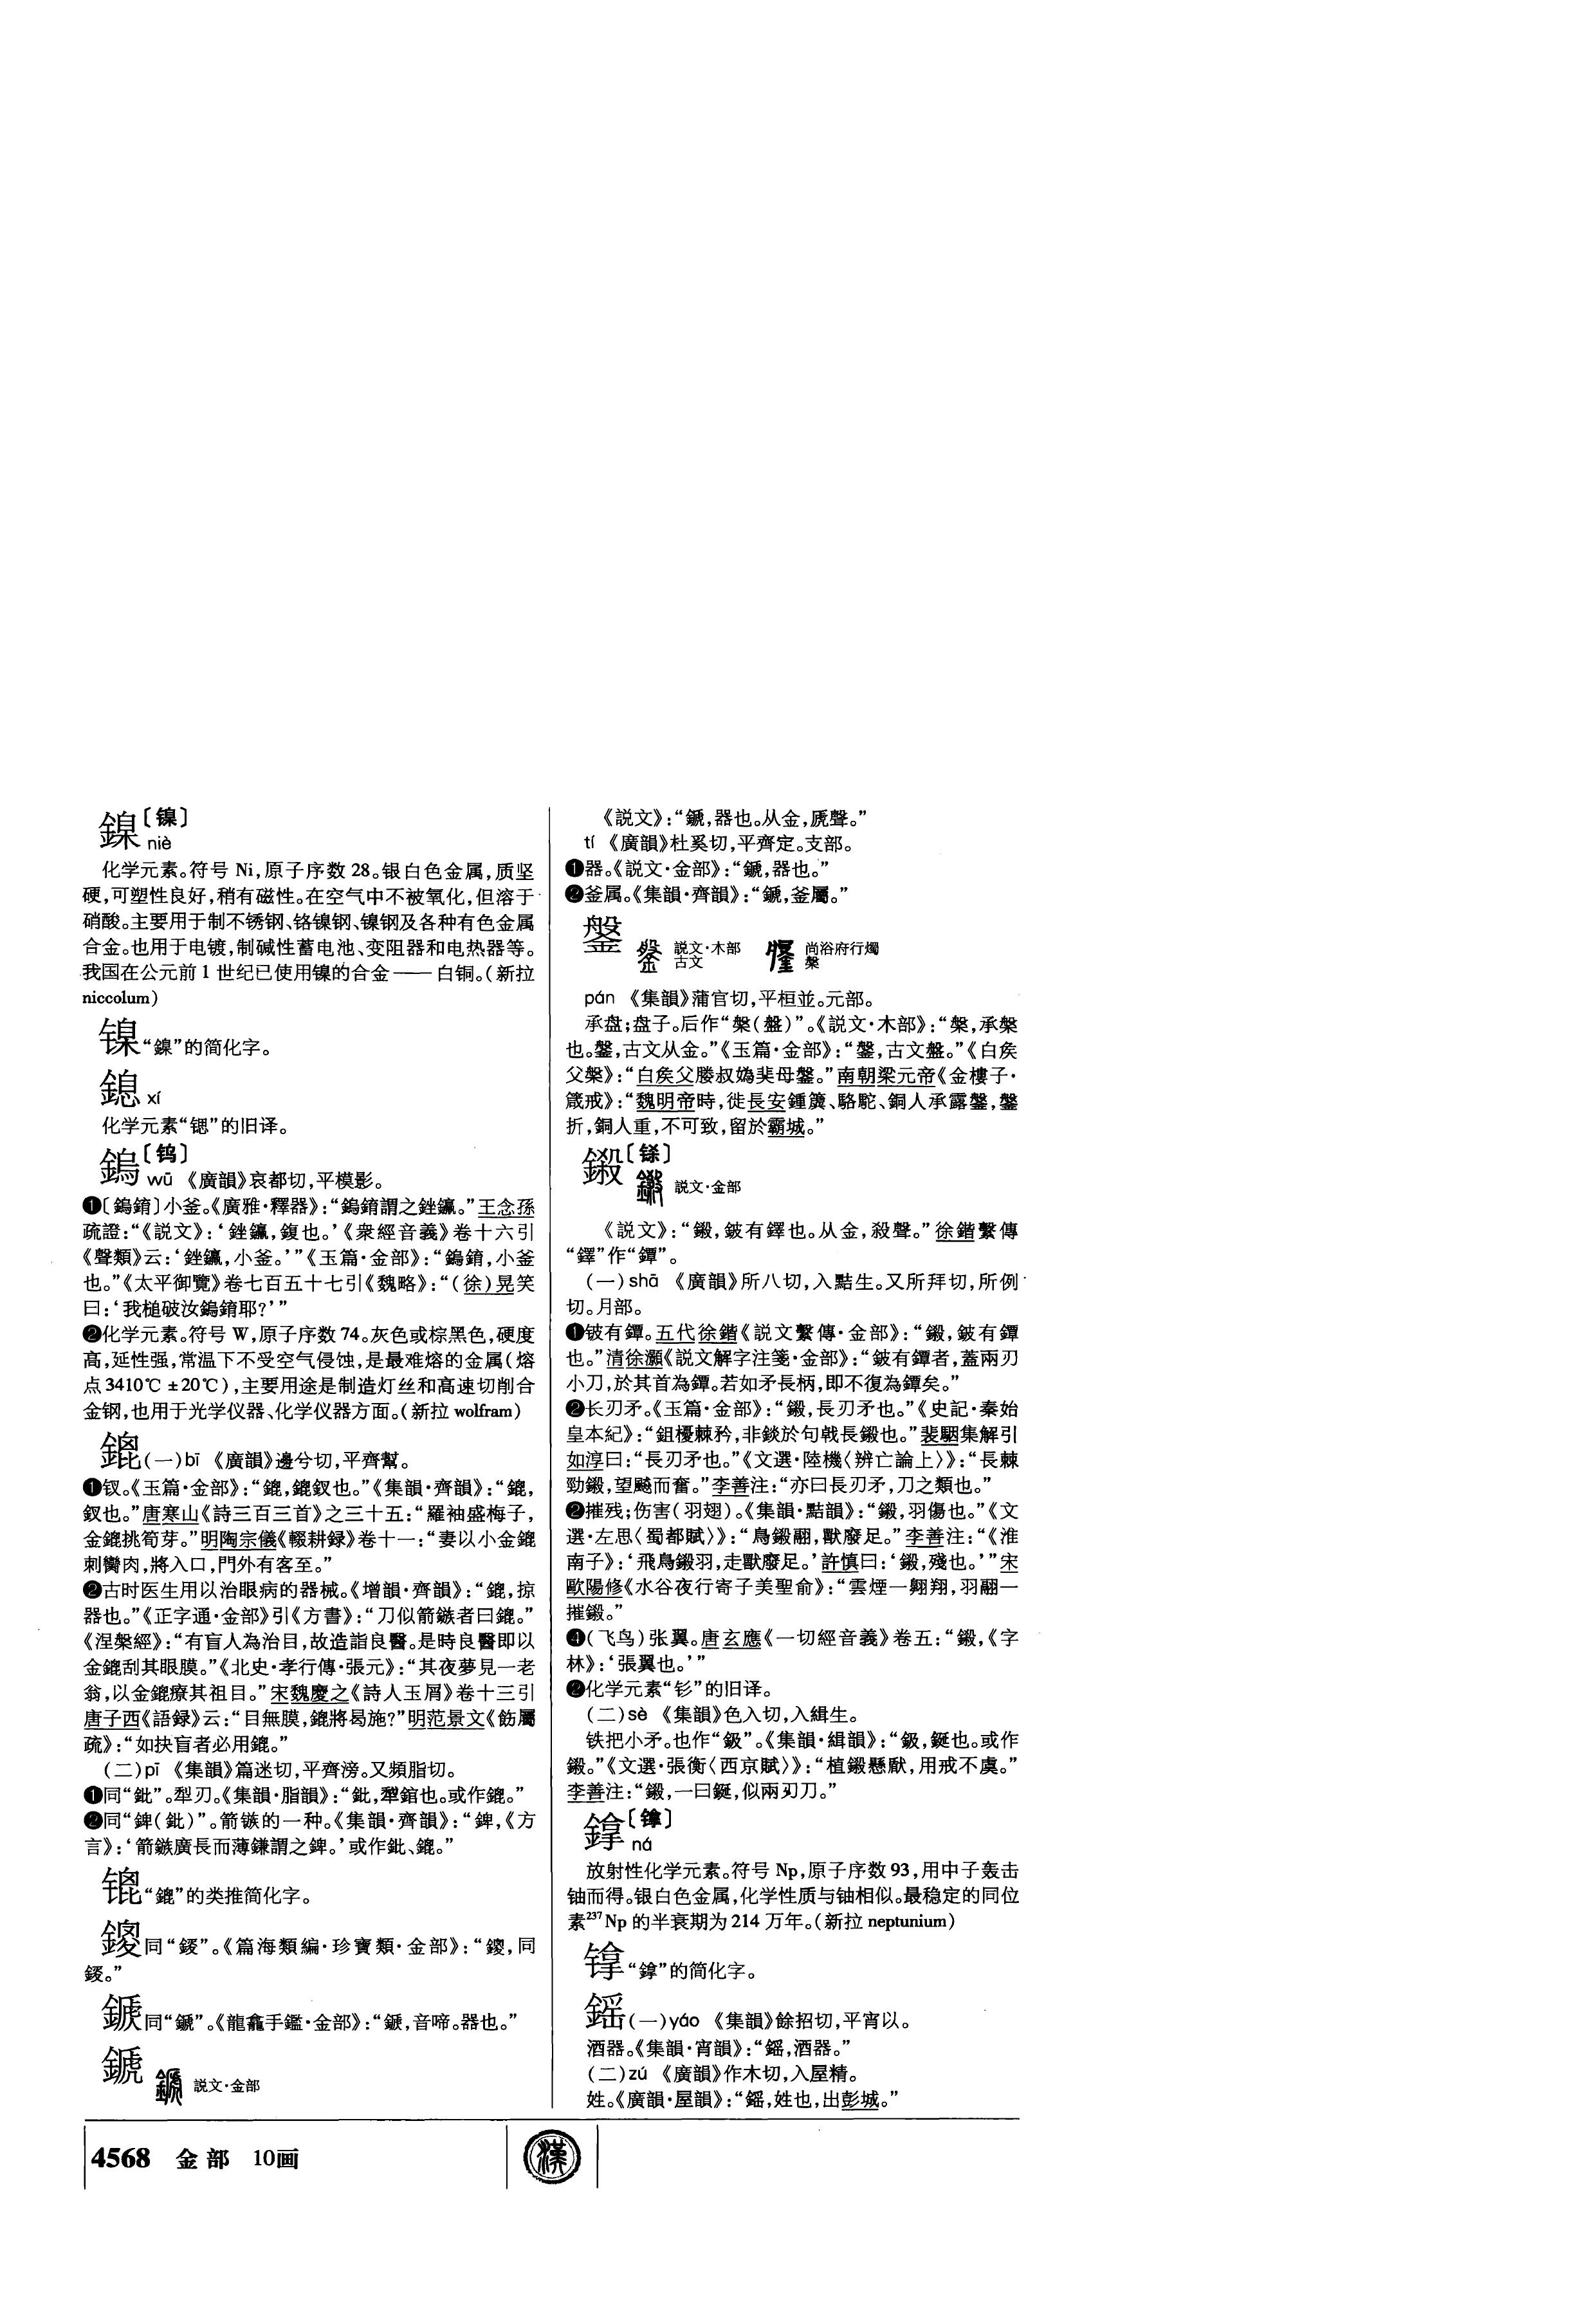 鎳〔镍〕
niè
化学元素。符号 Ni,原子序数 28。银白色金属,质坚
硬,可塑性良好,稍有磁性。在空气中不被氧化,但溶于
硝酸。主要用于制不锈钢、铬镍钢、镍钢及各种有色金属
合金。也用于电镀,制碱性蓄电池、变阻器和电热器等。
我国在公元前 1 世纪已使用镍的合金——白铜。(新拉
niccolum)
镍“鎳”的简化字。
鎴 xí
化学元素“锶”的旧译。
鎢〔钨〕
wū 《廣韻》哀都切,平模影。
❶〔鎢錥〕小釜。《廣雅·釋器》:“鎢錥謂之銼鑹。”王念孫
疏證:“《説文》:‘銼鑹,鍑也。’《衆經音義》卷十六引
《聲類》云:‘銼鑹,小釜。’”《玉篇·金部》:“鎢錥,小釜
也。”《太平御覽》卷七百五十七引《魏略》:“(徐)晃笑
曰:‘我槌破汝鎢錥耶?’”
❷化学元素。符号 W,原子序数 74。灰色或棕黑色,硬度
高,延性强,常温下不受空气侵蚀,是最难熔的金属(熔
点 3410℃ ±20℃),主要用途是制造灯丝和高速切削合
金钢,也用于光学仪器、化学仪器方面。(新拉 wolfram)
鎞(一)bī 《廣韻》邊兮切,平齊幫。
❶钗。《玉篇·金部》:“鎞,鎞釵也。”《集韻·齊韻》:“鎞,
釵也。”唐寒山《詩三百三首》之三十五:“羅袖盛梅子,
金鎞挑筍芽。”明陶宗儀《輟耕録》卷十一:“妻以小金鎞
刺臠肉,將入口,門外有客至。”
❷古时医生用以治眼病的器械。《增韻·齊韻》:“鎞,掠
器也。”《正字通·金部》引《方書》:“刀似箭鏃者曰鎞。”
《涅槃經》:“有盲人為治目,故造詣良醫。是時良醫即以
金鎞刮其眼膜。”《北史·孝行傳·張元》:“其夜夢見一老
翁,以金鎞療其祖目。”宋魏慶之《詩人玉屑》卷十三引
唐子西《語録》云:“目無膜,鎞將曷施?”明范景文《飭屬
疏》:“如抉盲者必用鎞。”
(二)pī 《集韻》篇迷切,平齊滂。又頻脂切。
❶同“鈚”。犁刃。《集韻·脂韻》:“鈚,犂錧也。或作鎞。”
❷同“錍(鈚)”。箭镞的一种。《集韻·齊韻》:“錍,《方
言》:‘箭鏃廣長而薄鎌謂之錍。’或作鈚、鎞。”
“鎞”的类推简化字。
同“鋄”。《篇海類編·珍寶類·金部》:“鎫,同
鋄。”
同“鎃”。《龍龕手鑑·金部》:“音啼。器也。”
説文·金部
《説文》:“鷈,器也。从金,虒聲。”
tí 《廣韻》杜奚切,平齊定。支部。
❶器。《説文·金部》:“鍗,器也。”
❷釜属。《集韻·齊韻》:“釜屬。”
鎜 説文·木部 古文 尚浴府行燭 槃
pán 《集韻》蒲官切,平桓並。元部。
承盘;盘子。后作“槃(盤)”。《説文·木部》:“槃,承槃
也。鎜,古文从金。”《玉篇·金部》:“鎜,古文盤。”《白矦
父槃》:“白矦父媵叔媯母鎜。”南朝梁元帝《金樓子·
箴戒》:“魏明帝時,徙長安鍾簴、駱駝、銅人承露鎜,鎜
折,銅人重,不可致,留於霸城。”
鎩〔铩〕
説文·金部
《説文》:“鎩,鈹有鐸也。从金,殺聲。”徐鍇繫傳
“鐸”作“鐔”。
(一)shā 《廣韻》所八切,入黠生。又所拜切,所例
切。月部。
❶铍有鐔。五代徐鍇《説文繫傳·金部》:“鎩,鈹有鐔
也。”清徐灝《説文解字注箋·金部》:“鈹有鐔者,蓋兩刃
小刀,於其首為鐔。若如矛長柄,即不復為鐔矣。”
❷长刃矛。《玉篇·金部》:“鎩,長刃矛也。”《史記·秦始
皇本紀》:“鉏櫌棘矜,非錟於句戟長鎩也。”裴駰集解引
如淳曰:“長刃矛也。”《文選·陸機〈辨亡論上〉》:“長棘
勁鎩,望飈而奮。”李善注:“亦曰長刃矛,刀之類也。”
❷摧残;伤害(羽翅)。《集韻·黠韻》:“鎩,羽傷也。”《文
選·左思〈蜀都賦〉》:“鳥鎩翮,獸廢足。”李善注:“《淮
南子》:‘飛鳥鎩羽,走獸廢足。’許慎曰:‘鎩,殘也。’”宋
歐陽修《水谷夜行寄子美聖俞》:“雲煙一翺翔,羽翮一
摧鎩。”
❹(飞鸟)张翼。唐玄應《一切經音義》卷五:“鎩,《字
林》:‘張翼也。’”
❷化学元素“钐”的旧译。
(二)sè 《集韻》色入切,入緝生。
铁把小矛。也作“鈒”。《集韻·緝韻》:“鈒,鋋也。或作
鎩。”《文選·張衡〈西京賦〉》:“植鎩懸瞂,用戒不虞。”
李善注:“鎩,一曰鋋,似兩刃刀。”
鎿〔镎〕
ná
放射性化学元素。符号 Np,原子序数 93,用中子轰击
铀而得。银白色金属,化学性质与铀相似。最稳定的同位
素²³⁷Np 的半衰期为 214 万年。(新拉 neptunium)
镎“鎿”的简化字。
鎐(一)yáo 《集韻》餘招切,平宵以。
酒器。《集韻·宵韻》:“鎐,酒器。”
(二)zú 《廣韻》作木切,入屋精。
姓。《廣韻·屋韻》:“鎐,姓也,出彭城。”
4568 金部 10画
漢